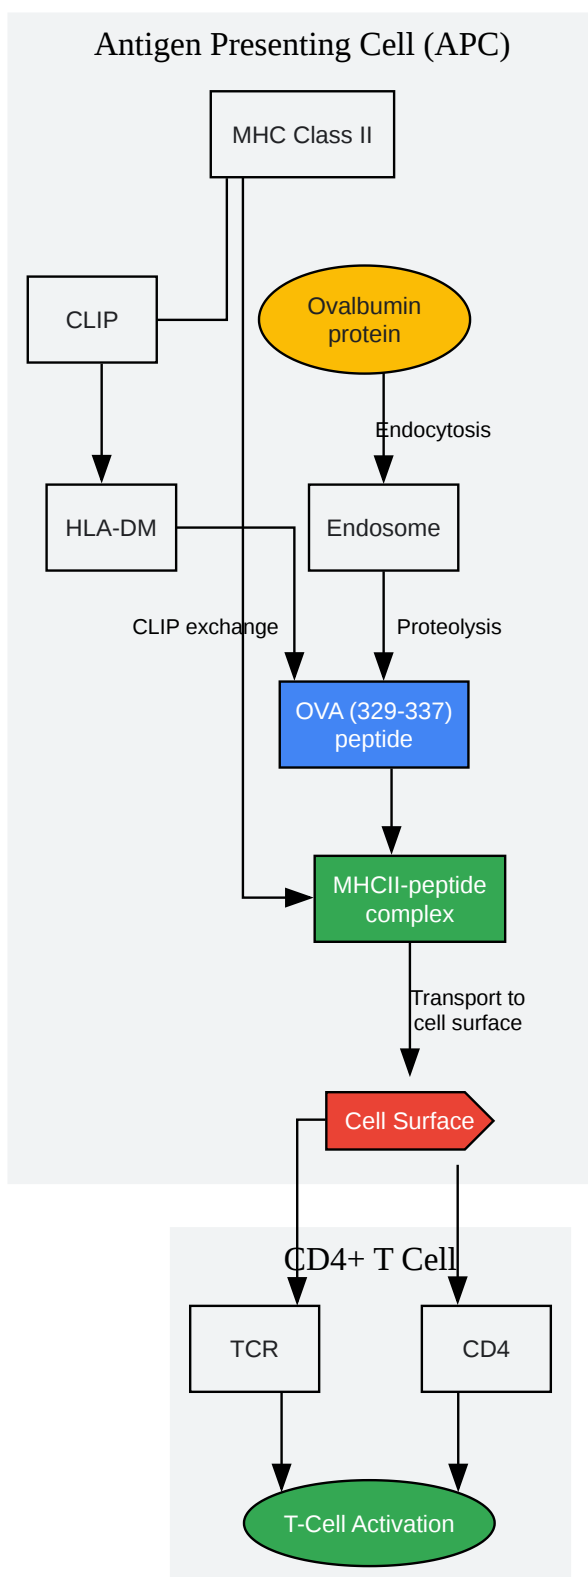 Antigen Presenting Cell (APC)
MHC Class II
CLIP
Ovalbumin
protein
Endocytosis
HLA-DM
Endosome
CLIP exchange
Proteolysis
OVA (329-337)
peptide
MHCII-peptide
complex
Transport to
cell surface
Cell Surface
CD4+ T Cell
TCR
CD4
T-Cell Activation